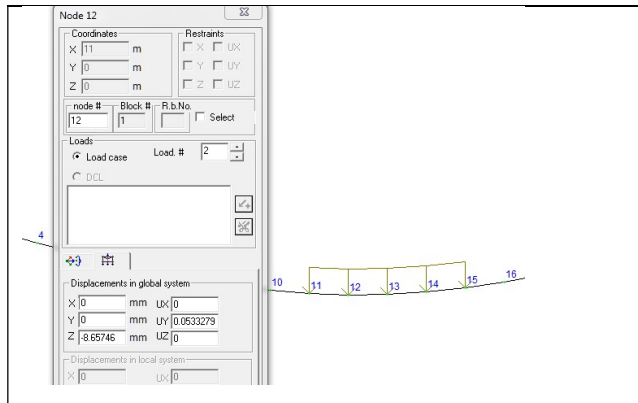 Node 12
Coordinates
X 11 m
Y 0 m
Z 0 m
Restraints
X UX
Y UY
Z UZ
node # Block # R.b.No.
12 1 Select
Loads
Load case Load. # 2
DCL
Displacements in global system
X 0 mm UX 0
Y 0 mm UY 0.0533279
Z -8.65746 mm UZ 0
Displacements in local system
X 0 UX 0
4
10 11 12 13 14 15 16